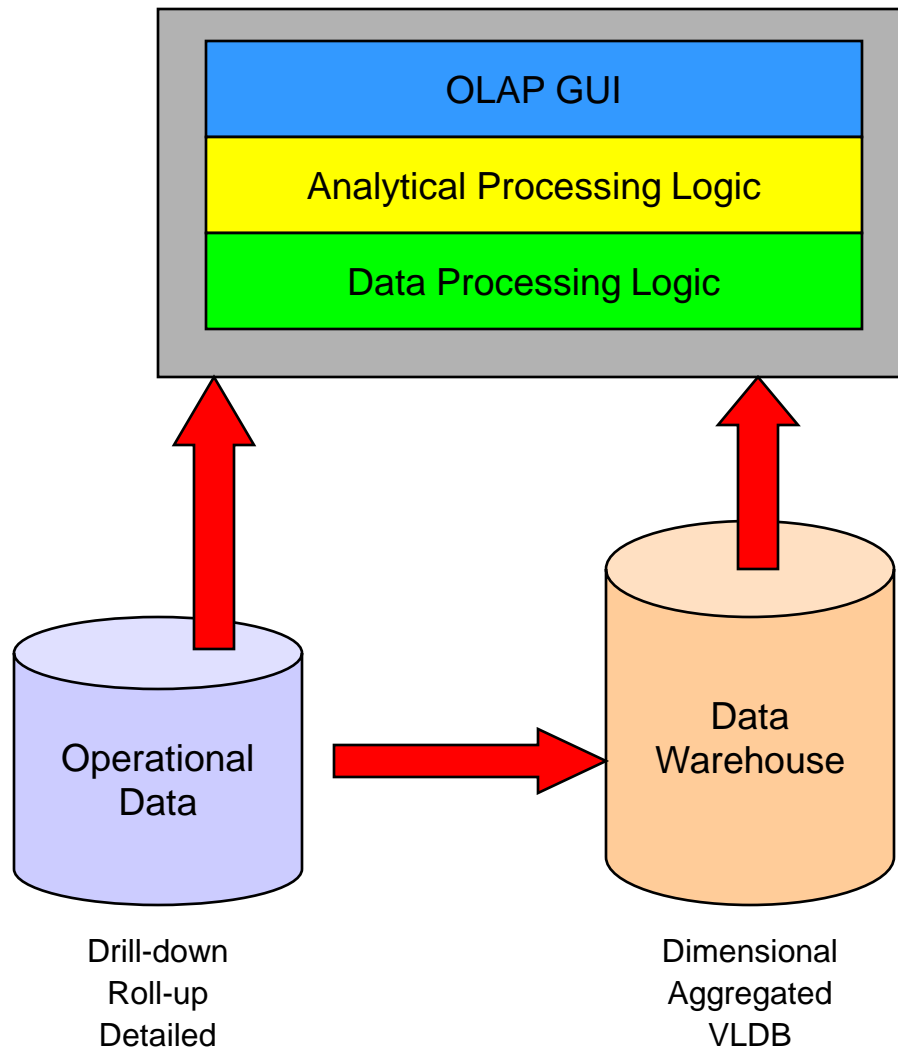 OLAP GUI
Analytical Processing Logic
Data Processing Logic
Operational
Data
Data
Warehouse
Drill-down
Roll-up
Detailed
Dimensional
Aggregated
VLDB